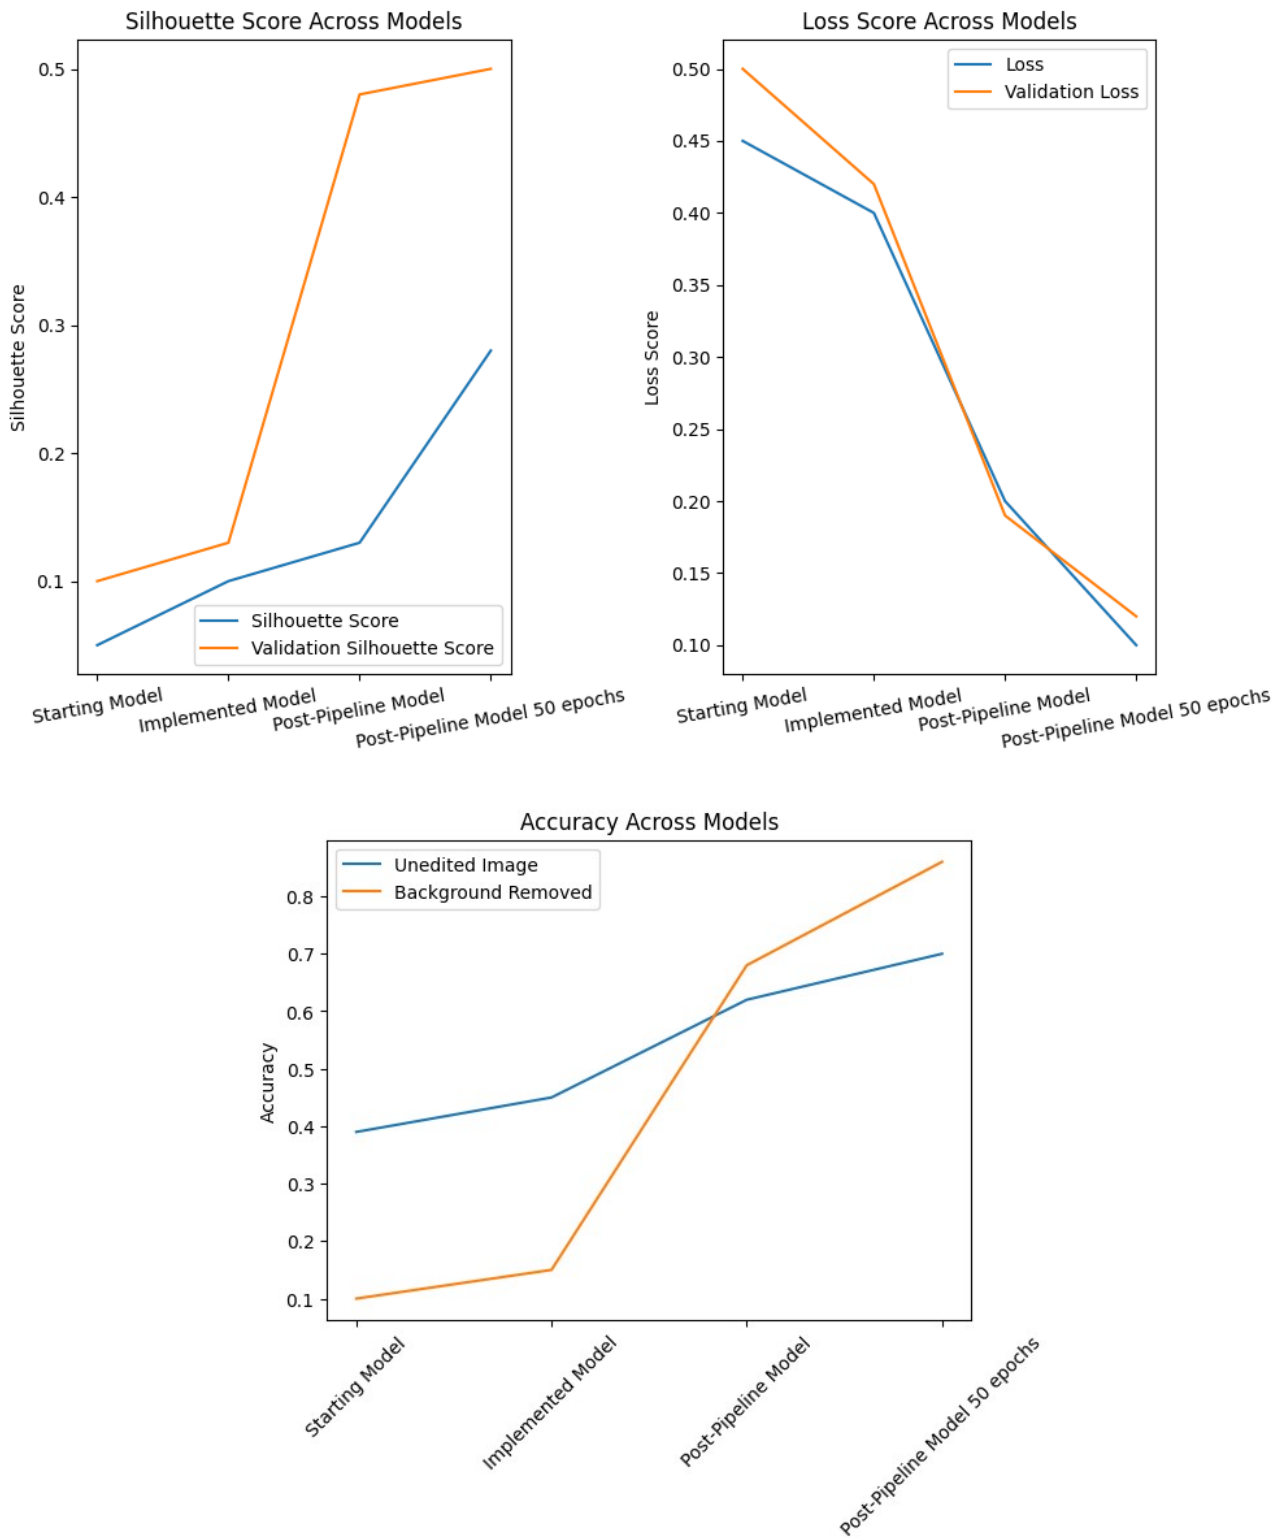 Silhouette Score Across Models
Silhouette Score
0.5
0.4
0.3
0.2
0.1
Silhouette Score
Validation Silhouette Score
Starting Model
Implemented Model
Post-Pipeline Model
Post-Pipeline Model 50 epochs
Loss Score Across Models
Loss Score
0.50
0.45
0.40
0.35
0.30
0.25
0.20
0.15
0.10
Loss
Validation Loss
Starting Model
Implemented Model
Post-Pipeline Model
Post-Pipeline Model 50 epochs
Accuracy Across Models
Accuracy
0.8
0.7
0.6
0.5
0.4
0.3
0.2
0.1
Unedited Image
Background Removed
Starting Model
Implemented Model
Post-Pipeline Model
Post-Pipeline Model 50 epochs